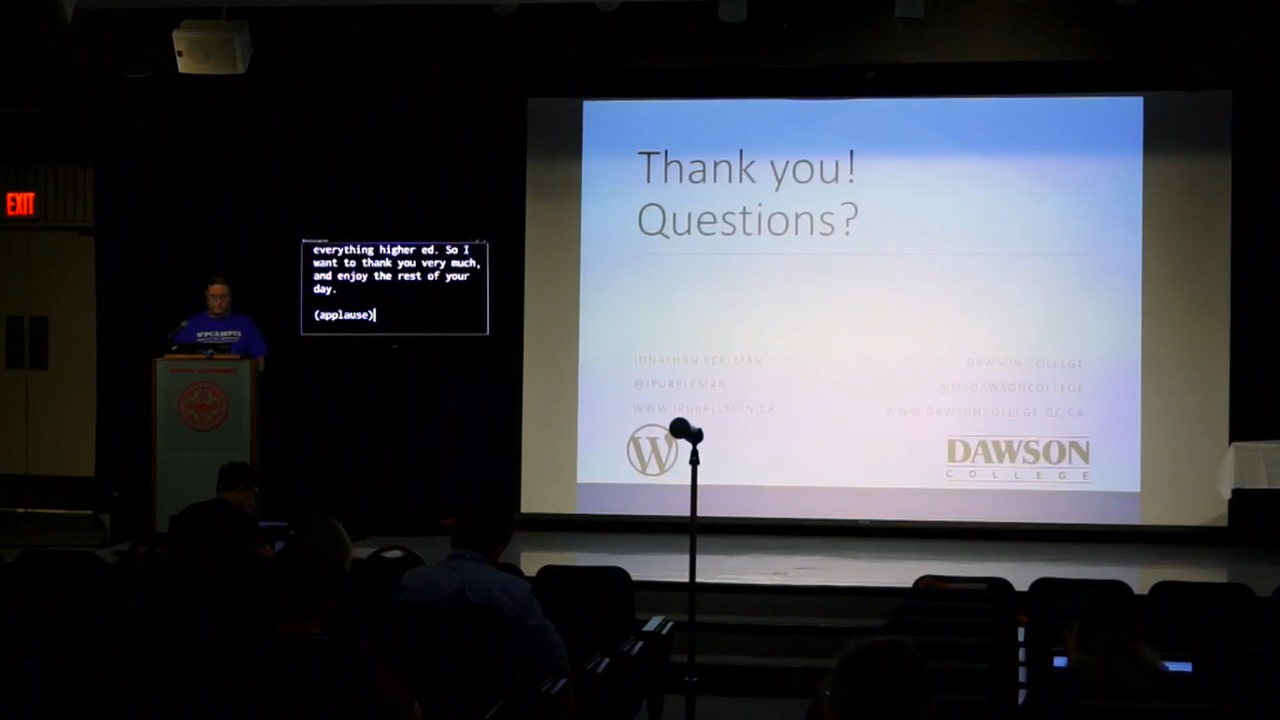 EXIT
everything higher ed. So I
want to thank you very much,
and enjoy the rest of your
day.
(applause)
WPCAMPUS
Thank you!
Questions?
JONATHAN PERLMAN
@JPURPLEMAN
WWW.JPURPLEMAN.CA
DAWSON COLLEGE
@MYDAWSONCOLLEGE
WWW.DAWSONCOLLEGE.QC.CA
W
DAWSON
COLLEGE